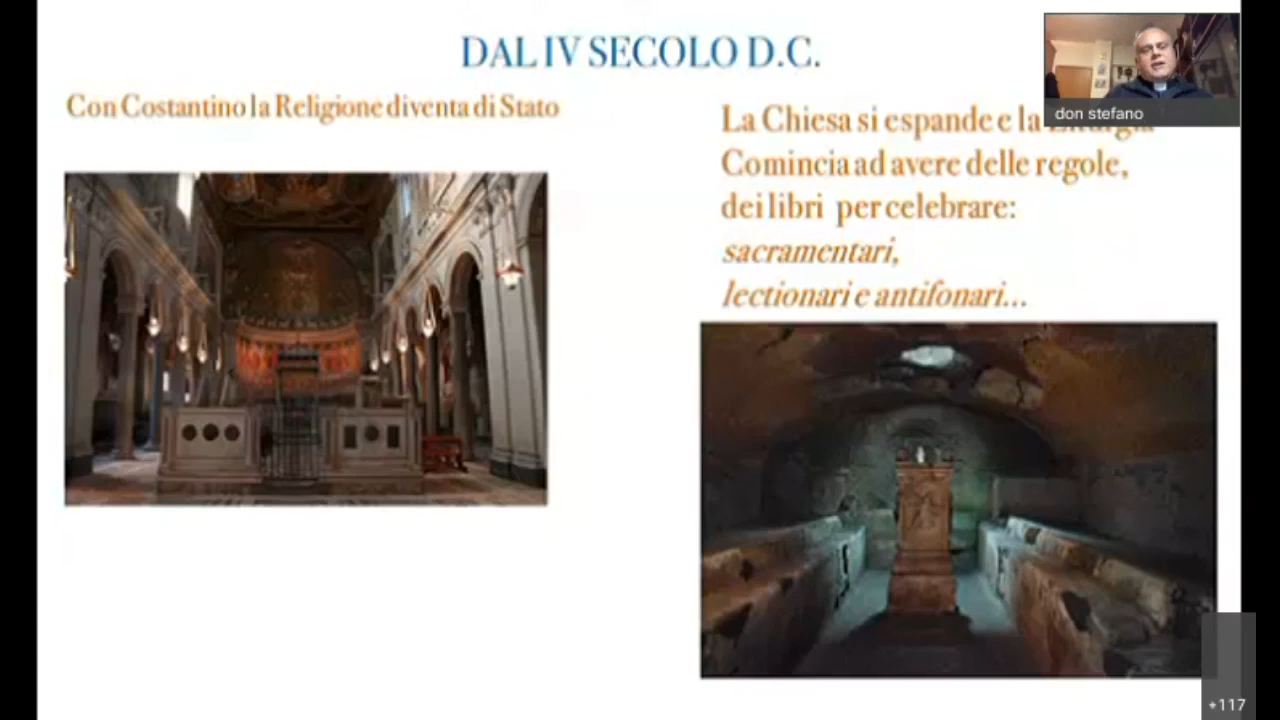 DAL IV SECOLO D.C.
Con Costantino la Religione diventa di Stato
La Chiesa si espande e la
Comincia ad avere delle regole,
dei libri per celebrare:
sacramentari,
lectionari e antifonari...
don stefano
+117